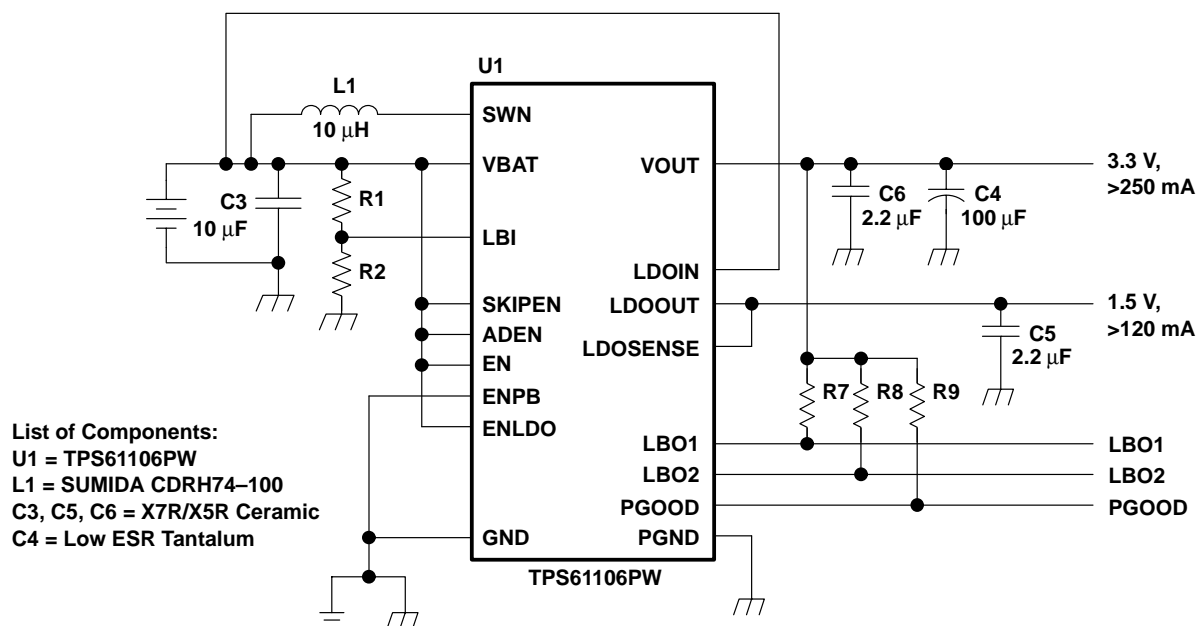 U1
L1
10 μH
SWN
VBAT
VOUT
3.3 V,
>250 mA
C3
10 μF
R1
LBI
R2
C6
2.2 μF
C4
100 μF
LDOIN
SKIPEN
LDOOUT
1.5 V,
>120 mA
ADEN
LDOSENSE
C5
2.2 μF
EN
ENPB
R7
R8
R9
ENLDO
LBO1
LBO1
LBO2
LBO2
PGOOD
PGOOD
GND
PGND
TPS61106PW
List of Components:
U1 = TPS61106PW
L1 = SUMIDA CDRH74–100
C3, C5, C6 = X7R/X5R Ceramic
C4 = Low ESR Tantalum